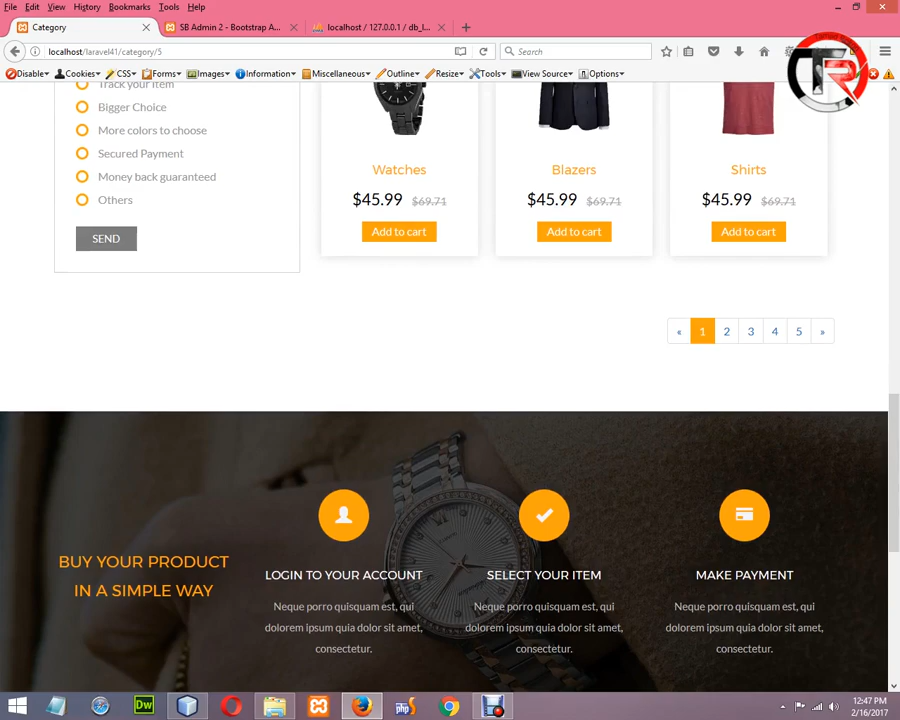 File Edit View History Bookmarks Tools Help
Category
SB Admin 2 - Bootstrap A...
localhost / 127.0.0.1 / db_l...
localhost/laravel41/category/5
Search
Disable Cookies CSS Forms Images Information Miscellaneous Outline Resize Tools View Source Options
Track your item
Bigger Choice
More colors to choose
Secured Payment
Money back guaranteed
Others
SEND
Watches
$45.99 $69.71
Add to cart
Blazers
$45.99 $69.71
Add to cart
Shirts
$45.99 $69.71
Add to cart
« 1 2 3 4 5 »
BUY YOUR PRODUCT
IN A SIMPLE WAY
LOGIN TO YOUR ACCOUNT
Neque porro quisquam est, qui
dolorem ipsum quia dolor sit amet,
consectetur.
SELECT YOUR ITEM
Neque porro quisquam est, qui
dolorem ipsum quia dolor sit amet,
consectetur.
MAKE PAYMENT
Neque porro quisquam est, qui
dolorem ipsum quia dolor sit amet,
consectetur.
Dw
php
12:47 PM
2/16/2017